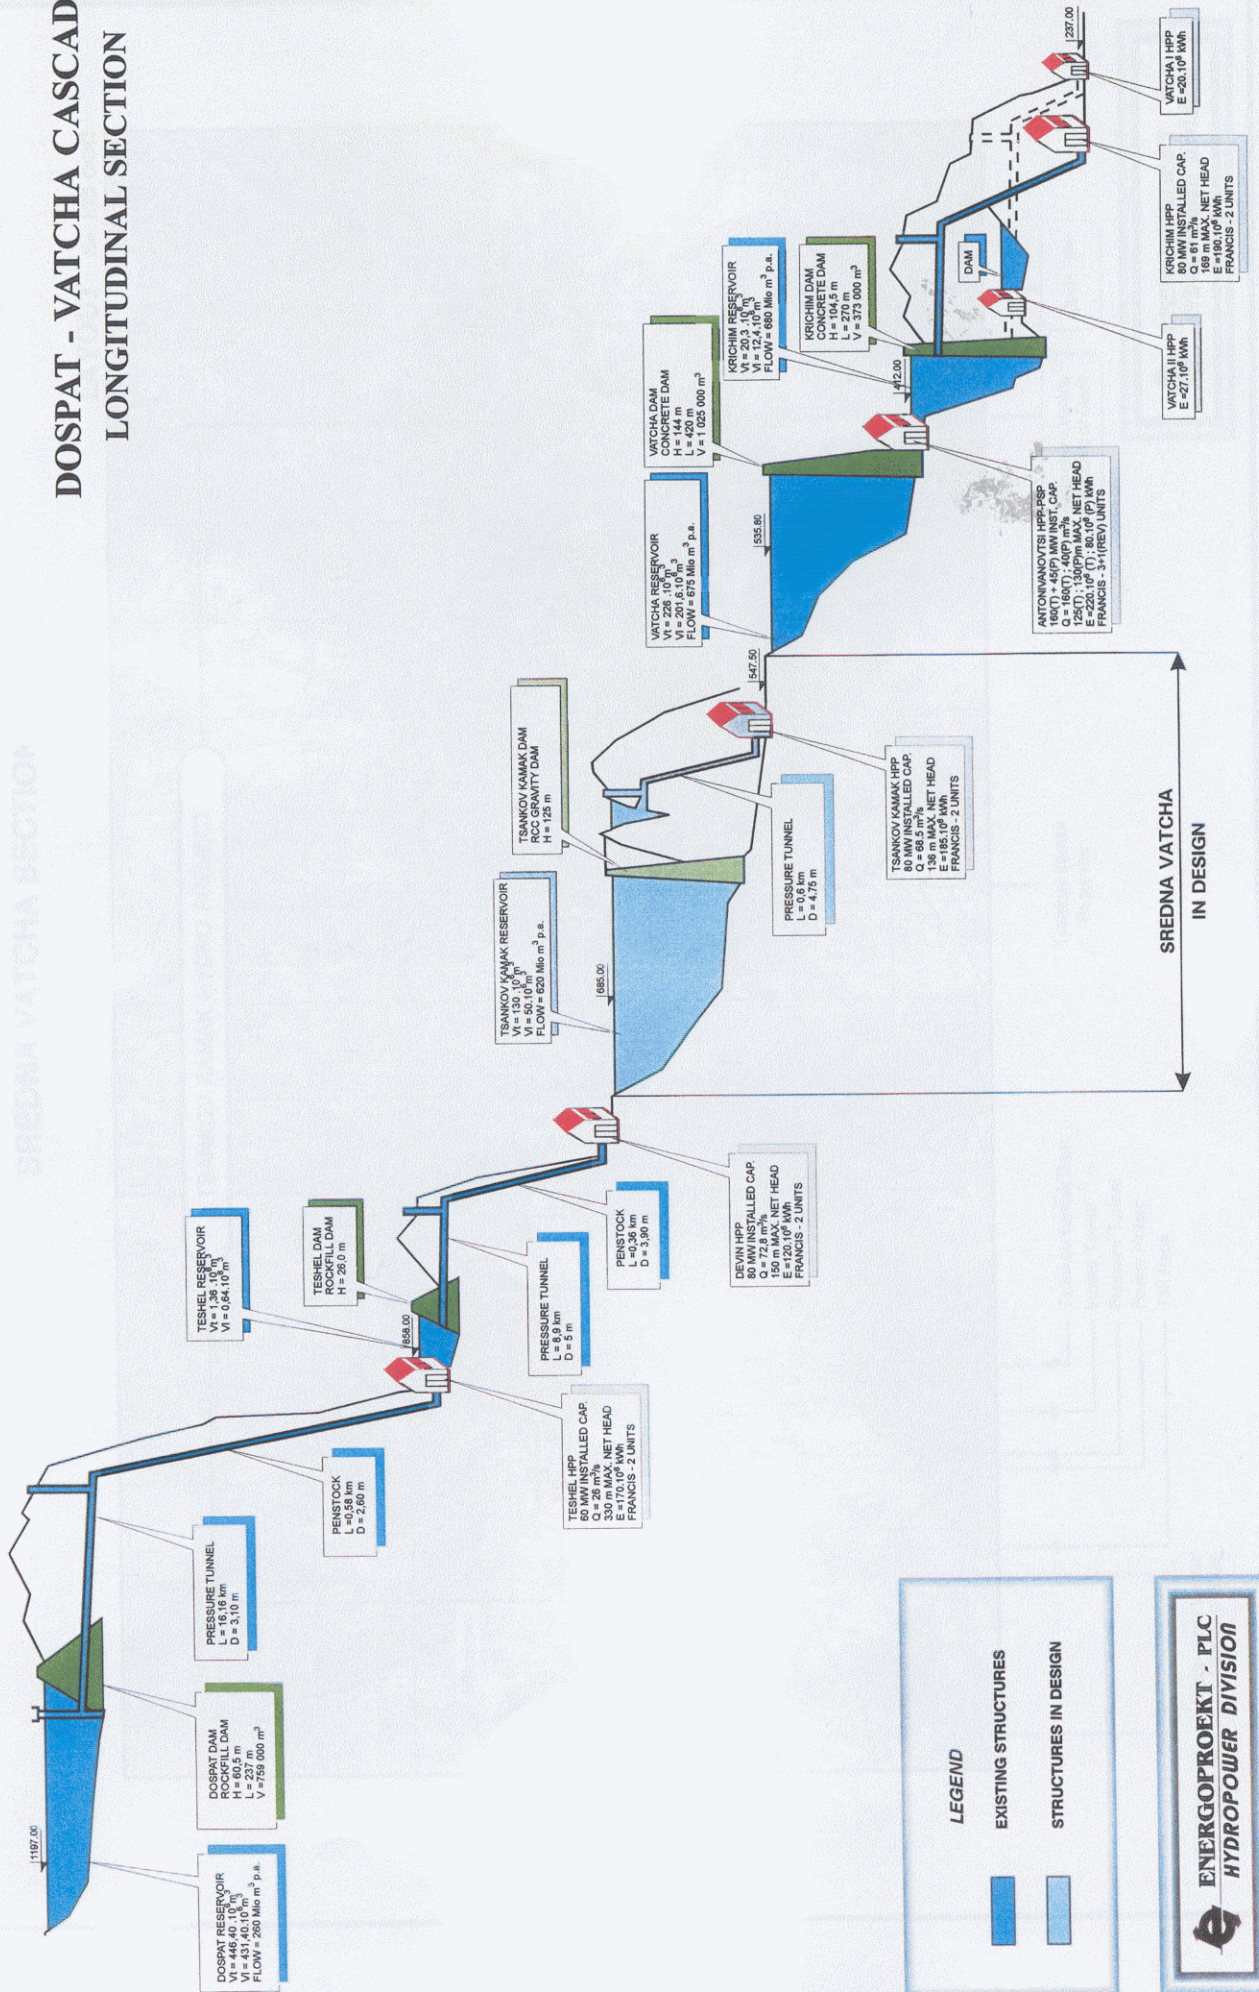 DOSPAT - VATCHA CASCAD
LONGITUDINAL SECTION
1197.00
DOSPAT RESERVOIR
Vt = 446,40 .10⁶m³
Vl = 431,40.10⁶m³
FLOW = 260 Mio m³ p.a.
DOSPAT DAM
ROCKFILL DAM
H = 60,5 m
L = 237 m
V =759 000 m³
PRESSURE TUNNEL
L = 16,16 km
D = 3,10 m
PENSTOCK
L =0,58 km
D = 2,60 m
TESHEL RESERVOIR
Vt = 1,36 .10⁶m³
Vl = 0,64.10⁶m³
TESHEL DAM
ROCKFILL DAM
H = 26,0 m
858.00
TESHEL HPP
60 MW INSTALLED CAP.
Q = 26 m³/s
330 m MAX. NET HEAD
E =170.10⁶ kWh
FRANCIS - 2 UNITS
PRESSURE TUNNEL
L = 8,9 km
D = 5 m
PENSTOCK
L =0,36 km
D = 3,90 m
DEVIN HPP
80 MW INSTALLED CAP.
Q = 72,8 m³/s
150 m MAX. NET HEAD
E =120.10⁶ kWh
FRANCIS - 2 UNITS
TSANKOV KAMAK RESERVOIR
Vt = 130 .10⁶m³
Vl = 50.10⁶m³
FLOW = 620 Mio m³ p.a.
685.00
TSANKOV KAMAK DAM
RCC GRAVITY DAM
H = 125 m
PRESSURE TUNNEL
L = 0,6 km
D = 4.75 m
TSANKOV KAMAK HPP
80 MW INSTALLED CAP.
Q = 68,5 m³/s
136 m MAX. NET HEAD
E =185.10⁶ kWh
FRANCIS - 2 UNITS
547.50
SREDNA VATCHA
IN DESIGN
VATCHA RESERVOIR
Vt = 226 .10⁶m³
Vl = 201,6.10⁶m³
FLOW = 675 Mio m³ p.a.
535.80
VATCHA DAM
CONCRETE DAM
H = 144 m
L = 420 m
V = 1 025 000 m³
ANTONIVANOVTSI HPP-PSP
160(T) + 45(P) MW INST. CAP.
Q = 160(T) ; 40(P) m³/s
125(T) ; 130(P)m MAX. NET HEAD
E =220.10⁶ (T) ; 80.10⁶ (P) kWh
FRANCIS - 3+1(REV) UNITS
KRICHIM RESERVOIR
Vt = 20,3 .10⁶m³
Vl = 12,4.10⁶m³
FLOW = 680 Mio m³ p.a.
412.00
KRICHIM DAM
CONCRETE DAM
H = 104,5 m
L = 270 m
V = 373 000 m³
DAM
VATCHA II HPP
E =27.10⁶ kWh
KRICHIM HPP
80 MW INSTALLED CAP.
Q = 61 m³/s
169 m MAX. NET HEAD
E =190.10⁶ kWh
FRANCIS - 2 UNITS
VATCHA I HPP
E =20.10⁶ kWh
237.00
LEGEND
EXISTING STRUCTURES
STRUCTURES IN DESIGN
ENERGOPROEKT - PLC
HYDROPOWER DIVISION
SREDNA VATCHA SECTION